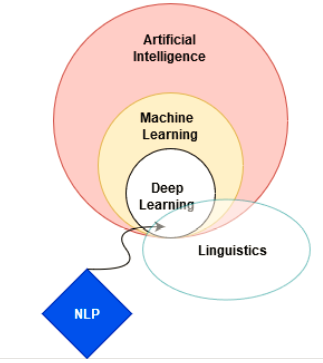 Artificial
Intelligence
Machine
Learning
Deep
Learning
Linguistics
NLP